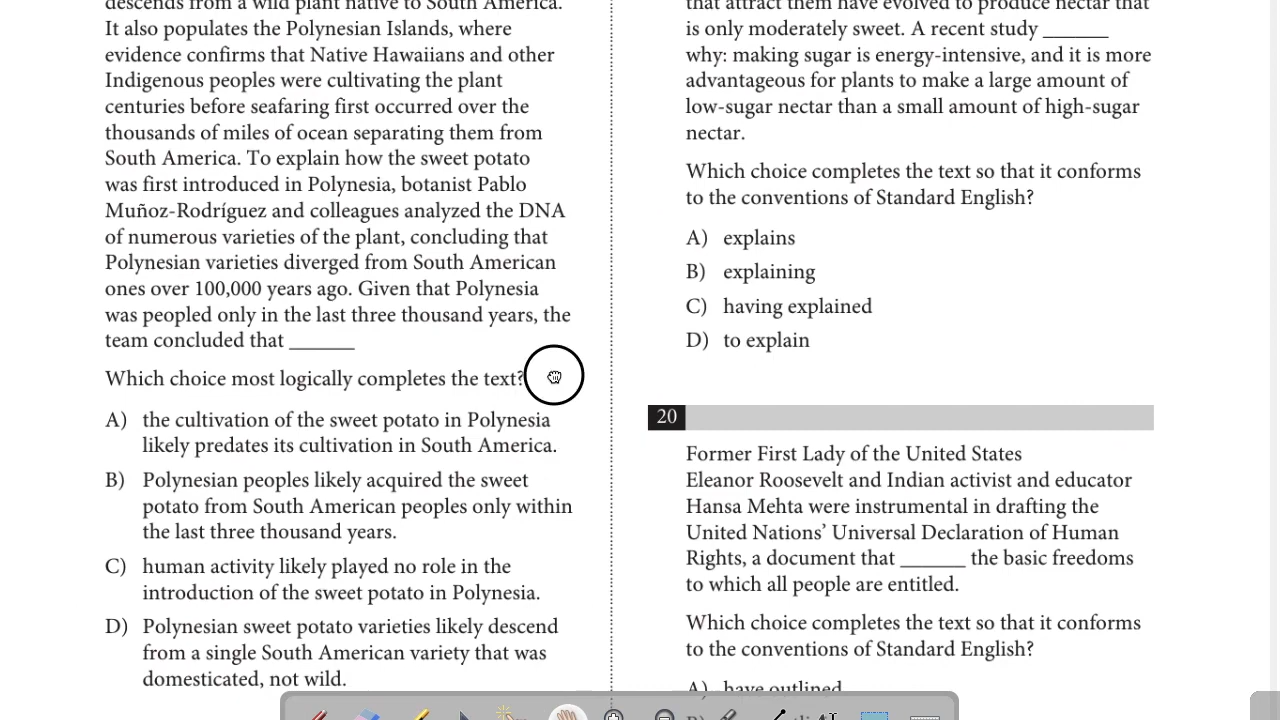 descends from a wild plant native to South America.
It also populates the Polynesian Islands, where
evidence confirms that Native Hawaiians and other
Indigenous peoples were cultivating the plant
centuries before seafaring first occurred over the
thousands of miles of ocean separating them from
South America. To explain how the sweet potato
was first introduced in Polynesia, botanist Pablo
Muñoz-Rodríguez and colleagues analyzed the DNA
of numerous varieties of the plant, concluding that
Polynesian varieties diverged from South American
ones over 100,000 years ago. Given that Polynesia
was peopled only in the last three thousand years, the
team concluded that ______
Which choice most logically completes the text?
A) the cultivation of the sweet potato in Polynesia
likely predates its cultivation in South America.
B) Polynesian peoples likely acquired the sweet
potato from South American peoples only within
the last three thousand years.
C) human activity likely played no role in the
introduction of the sweet potato in Polynesia.
D) Polynesian sweet potato varieties likely descend
from a single South American variety that was
domesticated, not wild.
that attract them have evolved to produce nectar that
is only moderately sweet. A recent study ______
why: making sugar is energy-intensive, and it is more
advantageous for plants to make a large amount of
low-sugar nectar than a small amount of high-sugar
nectar.
Which choice completes the text so that it conforms
to the conventions of Standard English?
A) explains
B) explaining
C) having explained
D) to explain
20
Former First Lady of the United States
Eleanor Roosevelt and Indian activist and educator
Hansa Mehta were instrumental in drafting the
United Nations’ Universal Declaration of Human
Rights, a document that ______ the basic freedoms
to which all people are entitled.
Which choice completes the text so that it conforms
to the conventions of Standard English?
A) have outlined